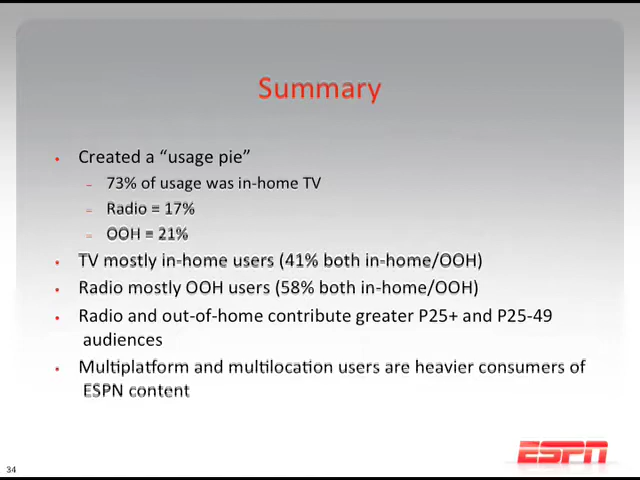 Summary
• Created a “usage pie”
– 73% of usage was in-home TV
– Radio = 17%
– OOH = 21%
• TV mostly in-home users (41% both in-home/OOH)
• Radio mostly OOH users (58% both in-home/OOH)
• Radio and out-of-home contribute greater P25+ and P25-49
audiences
• Multiplatform and multilocation users are heavier consumers of
ESPN content
ESPN
34